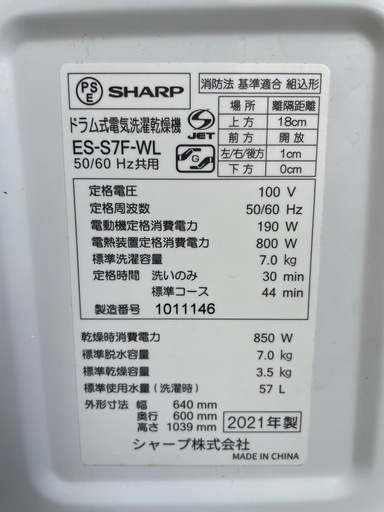 PS E SHARP
ドラム式電気洗濯乾燥機
S JET
ES-S7F-WL
50/60 Hz共用
消防法 基準適合 組込形
場所 離隔距離
上方 18cm
前方 開放
左/右/後方 1cm
下方 0cm
定格電圧 100 V
定格周波数 50/60 Hz
電動機定格消費電力 190 W
電熱装置定格消費電力 800 W
標準洗濯容量 7.0 kg
定格時間 洗いのみ 30 min
標準コース 44 min
製造番号 1011146
乾燥時消費電力 850 W
標準脱水容量 7.0 kg
標準乾燥容量 3.5 kg
標準使用水量(洗濯時) 57 L
外形寸法 幅 640 mm
奥行 600 mm
高さ 1039 mm
2021年製
シャープ株式会社
MADE IN CHINA